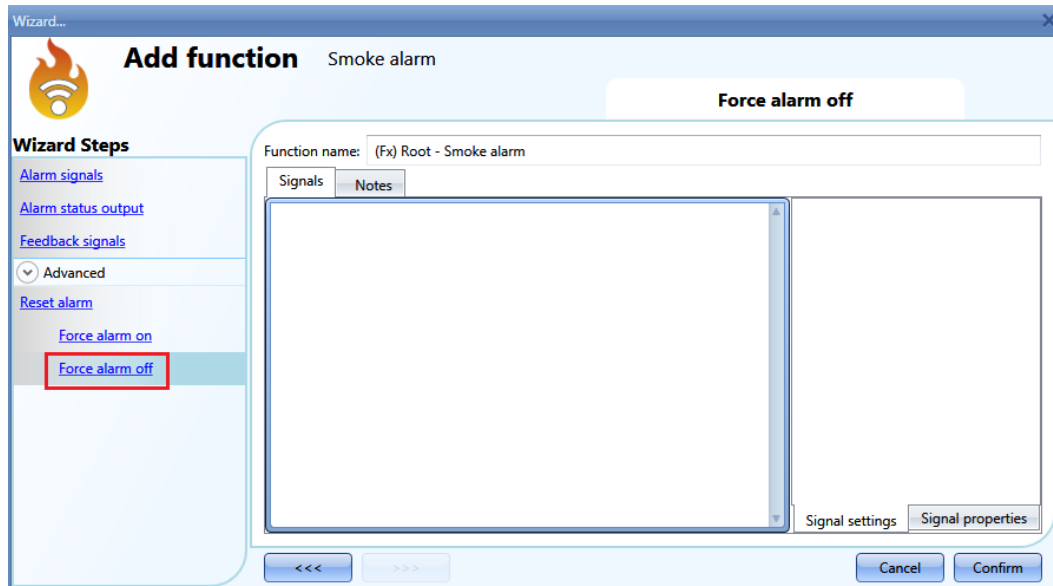 Wizard...
Add function Smoke alarm
Force alarm off
Wizard Steps
Alarm signals
Alarm status output
Feedback signals
Advanced
Reset alarm
Force alarm on
Force alarm off
Function name: (Fx) Root - Smoke alarm
Signals Notes
Signal settings Signal properties
<<< >>> Cancel Confirm